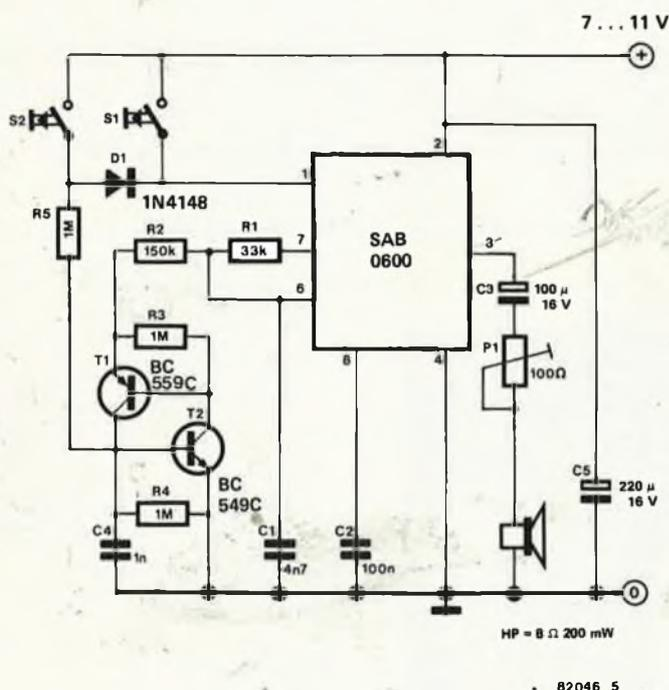 7 . . . 11 V
+
S2
S1
D1
1N4148
1
2
R5
1M
R2
150k
R1
33k
7
SAB
0600
3
6
C3
100 μ
16 V
R3
1M
8
4
P1
100Ω
T1
BC
559C
T2
BC
549C
C5
220 μ
16 V
R4
1M
C4
1n
C1
4n7
C2
100n
0
HP = 8 Ω 200 mW
82046 5